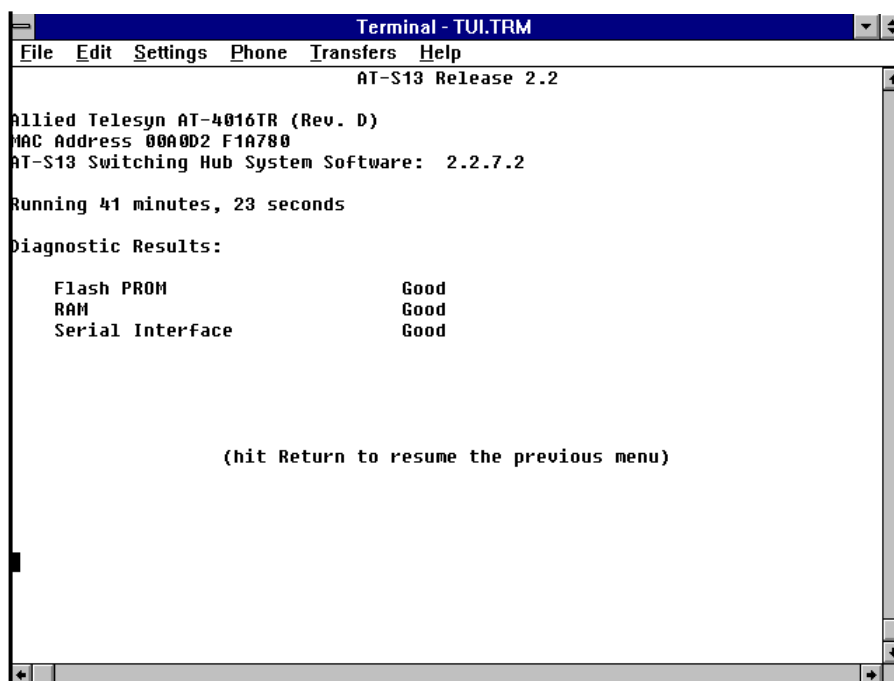 Terminal - TUI.TRM
File Edit Settings Phone Transfers Help
AT-S13 Release 2.2
Allied Telesyn AT-4016TR (Rev. D)
MAC Address 00A0D2 F1A780
AT-S13 Switching Hub System Software: 2.2.7.2
Running 41 minutes, 23 seconds
Diagnostic Results:
Flash PROM Good
RAM Good
Serial Interface Good
(hit Return to resume the previous menu)